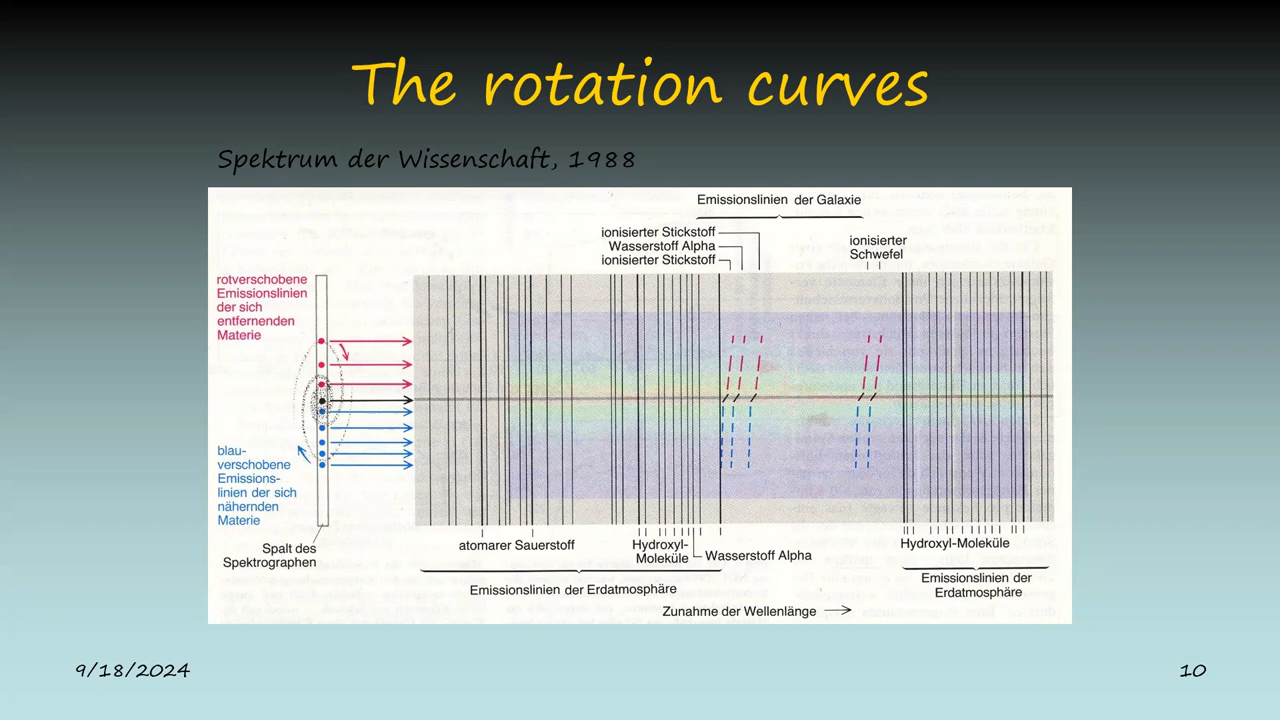 The rotation curves
Spektrum der Wissenschaft, 1988
Emissionslinien der Galaxie
ionisierter Stickstoff
Wasserstoff Alpha
ionisierter Stickstoff
ionisierter
Schwefel
rotverschobene
Emissionslinien
der sich
entfernenden
Materie
blau-
verschobene
Emissions-
linien der sich
nähernden
Materie
Spalt des
Spektrographen
atomarer Sauerstoff
Hydroxyl-
Moleküle
Wasserstoff Alpha
Hydroxyl-Moleküle
Emissionslinien der Erdatmosphäre
Emissionslinien der
Erdatmosphäre
Zunahme der Wellenlänge
9/18/2024
10